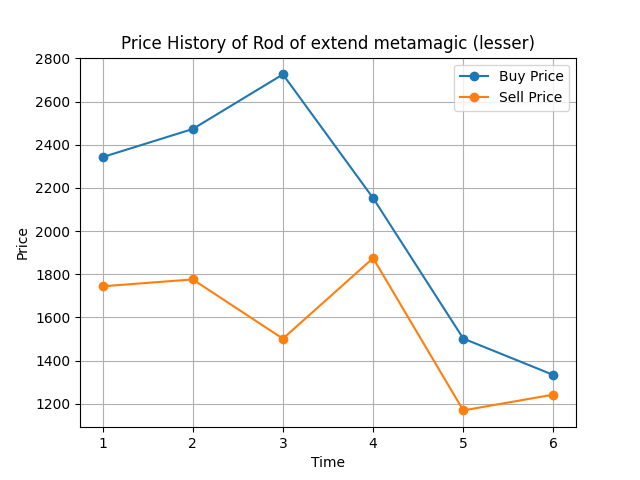 Price History of Rod of extend metamagic (lesser)
2800
2600
2400
2200
2000
1800
1600
1400
1200
Price
Buy Price
Sell Price
1 2 3 4 5 6
Time